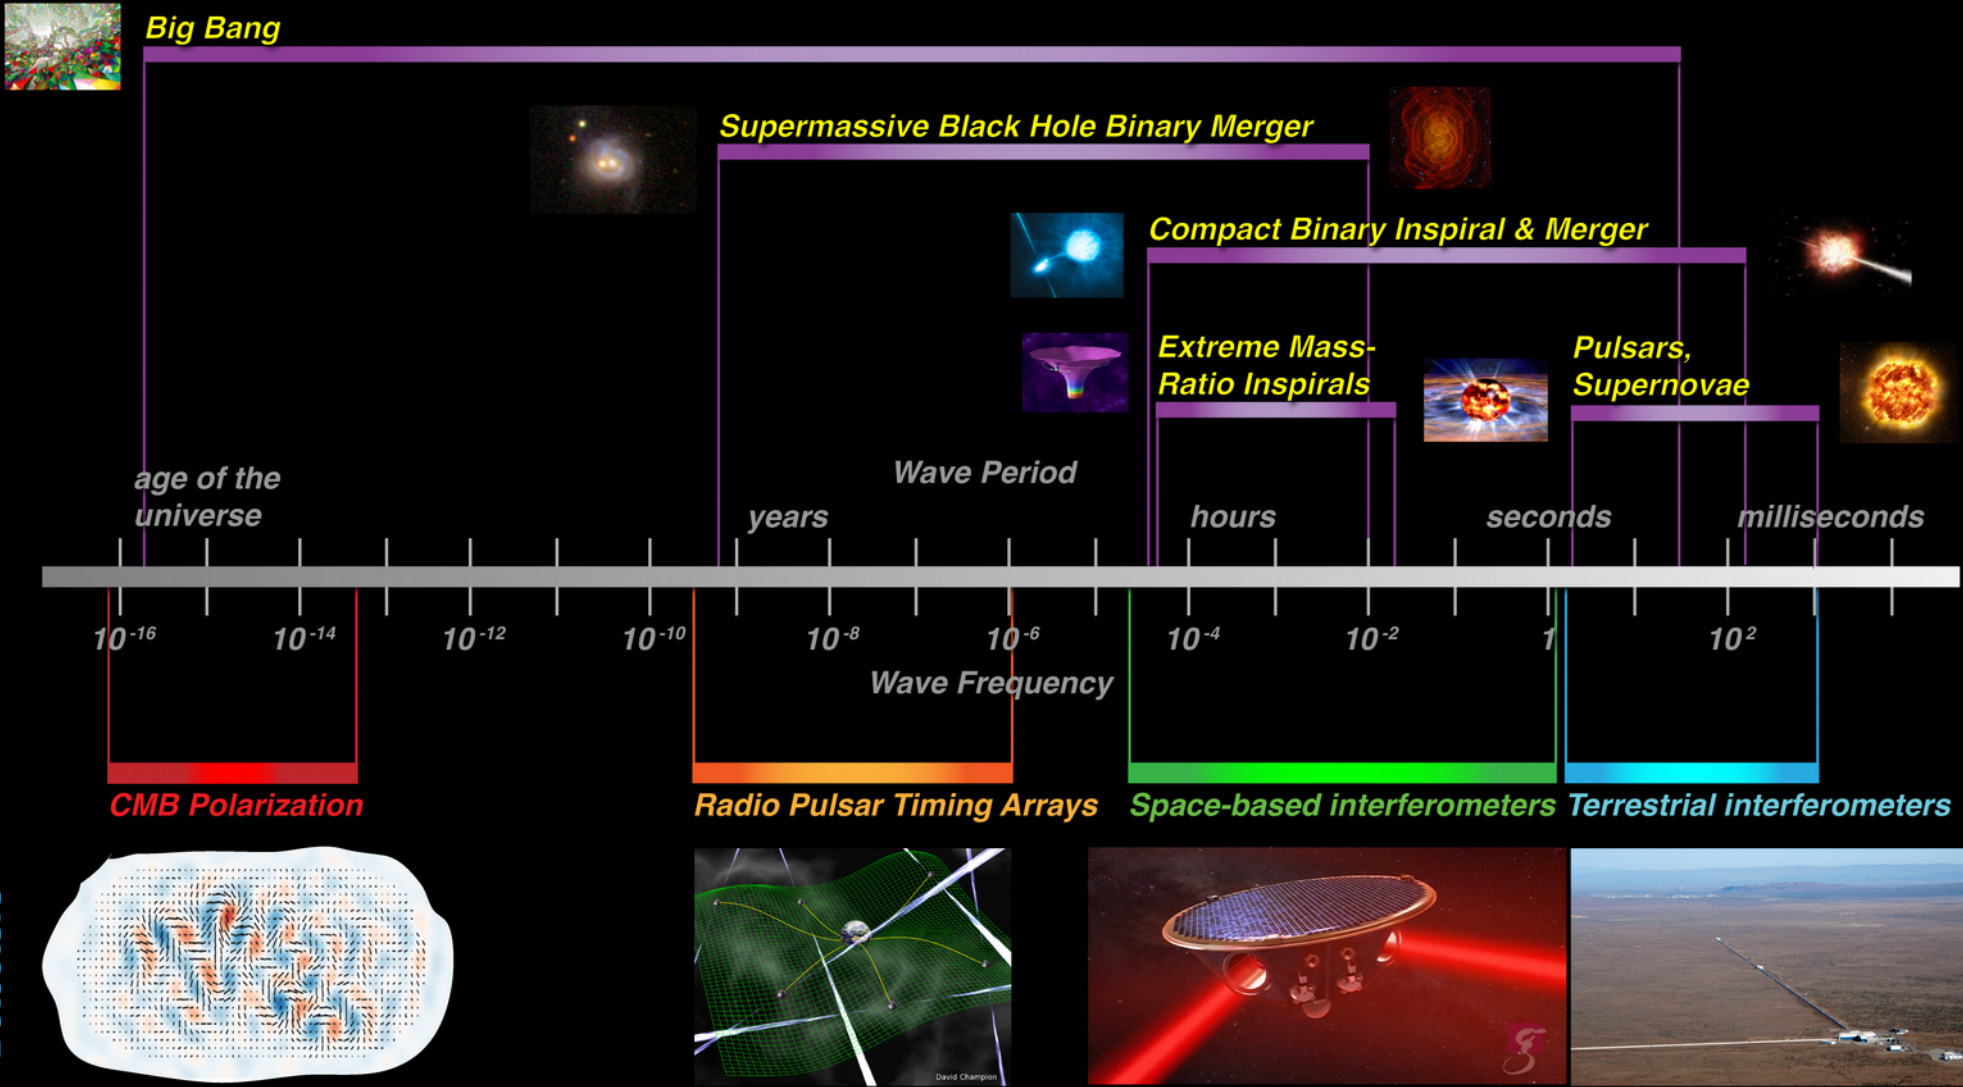 Big Bang
Supermassive Black Hole Binary Merger
Compact Binary Inspiral & Merger
Extreme Mass-
Ratio Inspirals
Pulsars,
Supernovae
age of the
universe
Wave Period
years
hours
seconds
milliseconds
10⁻¹⁶ 10⁻¹⁴ 10⁻¹² 10⁻¹⁰ 10⁻⁸ 10⁻⁶ 10⁻⁴ 10⁻² 1 10²
Wave Frequency
CMB Polarization
Radio Pulsar Timing Arrays
Space-based interferometers
Terrestrial interferometers
David Champion